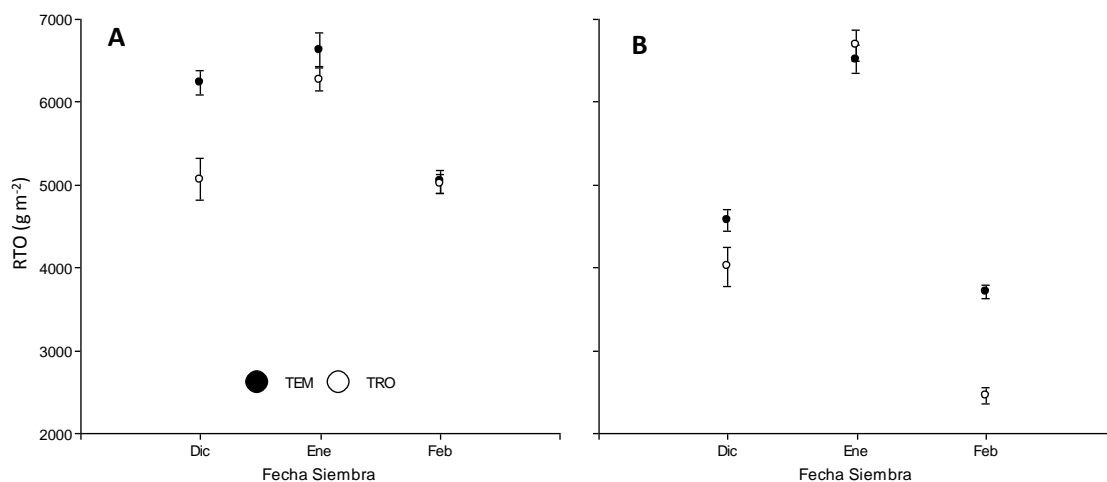 A
B
7000
6000
5000
4000
3000
2000
RTO (g m⁻²)
TEM TRO
Dic Ene Feb
Fecha Siembra
Dic Ene Feb
Fecha Siembra